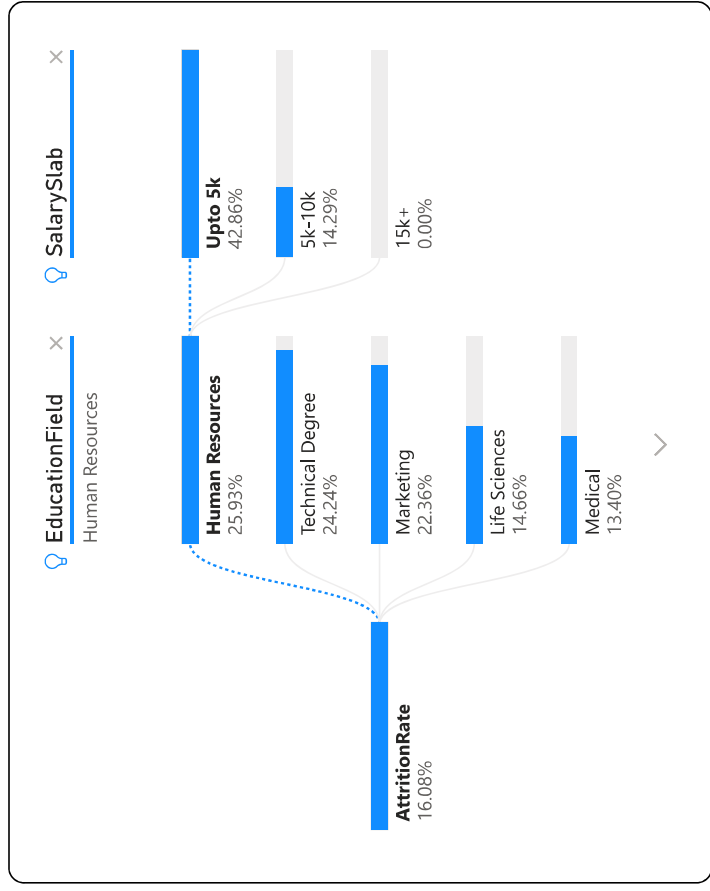 EducationField
Human Resources
SalarySlab
AttritionRate
16.08%
Human Resources
25.93%
Technical Degree
24.24%
Marketing
22.36%
Life Sciences
14.66%
Medical
13.40%
Upto 5k
42.86%
5k-10k
14.29%
15k+
0.00%